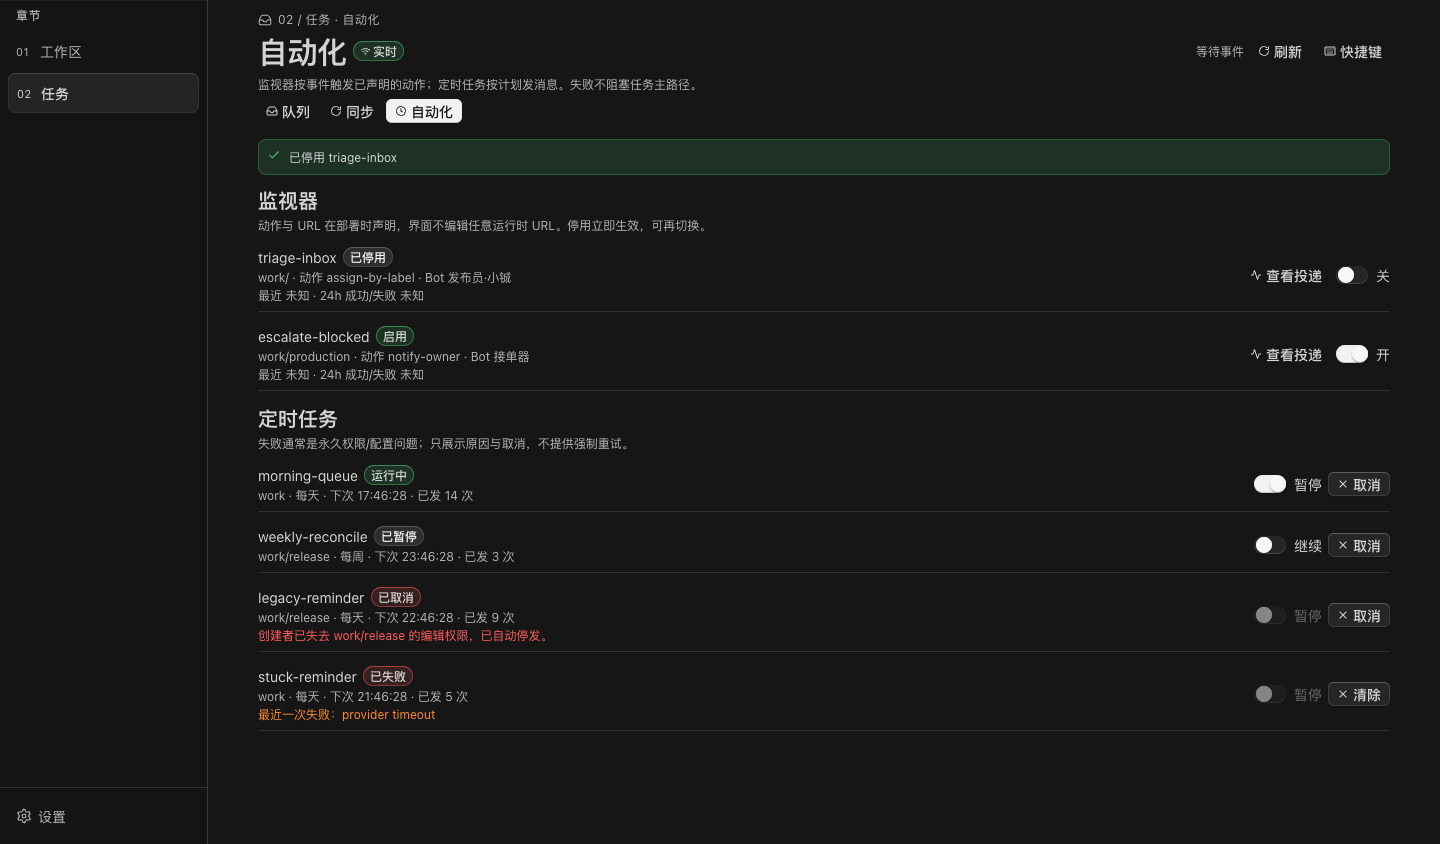 章节
01 工作区
02 任务
设置
02 / 任务 · 自动化
自动化 实时
等待事件 刷新 快捷键
监视器按事件触发已声明的动作；定时任务按计划发消息。失败不阻塞任务主路径。
队列 同步 自动化
已停用 triage-inbox
监视器
动作与 URL 在部署时声明，界面不编辑任意运行时 URL。停用立即生效，可再切换。
triage-inbox 已停用
work/ · 动作 assign-by-label · Bot 发布员·小铖
最近 未知 · 24h 成功/失败 未知
查看投递 关
escalate-blocked 启用
work/production · 动作 notify-owner · Bot 接单器
最近 未知 · 24h 成功/失败 未知
查看投递 开
定时任务
失败通常是永久权限/配置问题；只展示原因与取消，不提供强制重试。
morning-queue 运行中
work · 每天 · 下次 17:46:28 · 已发 14 次
暂停 取消
weekly-reconcile 已暂停
work/release · 每周 · 下次 23:46:28 · 已发 3 次
继续 取消
legacy-reminder 已取消
work/release · 每天 · 下次 22:46:28 · 已发 9 次
创建者已失去 work/release 的编辑权限，已自动停发。
暂停 取消
stuck-reminder 已失败
work · 每天 · 下次 21:46:28 · 已发 5 次
最近一次失败：provider timeout
暂停 清除